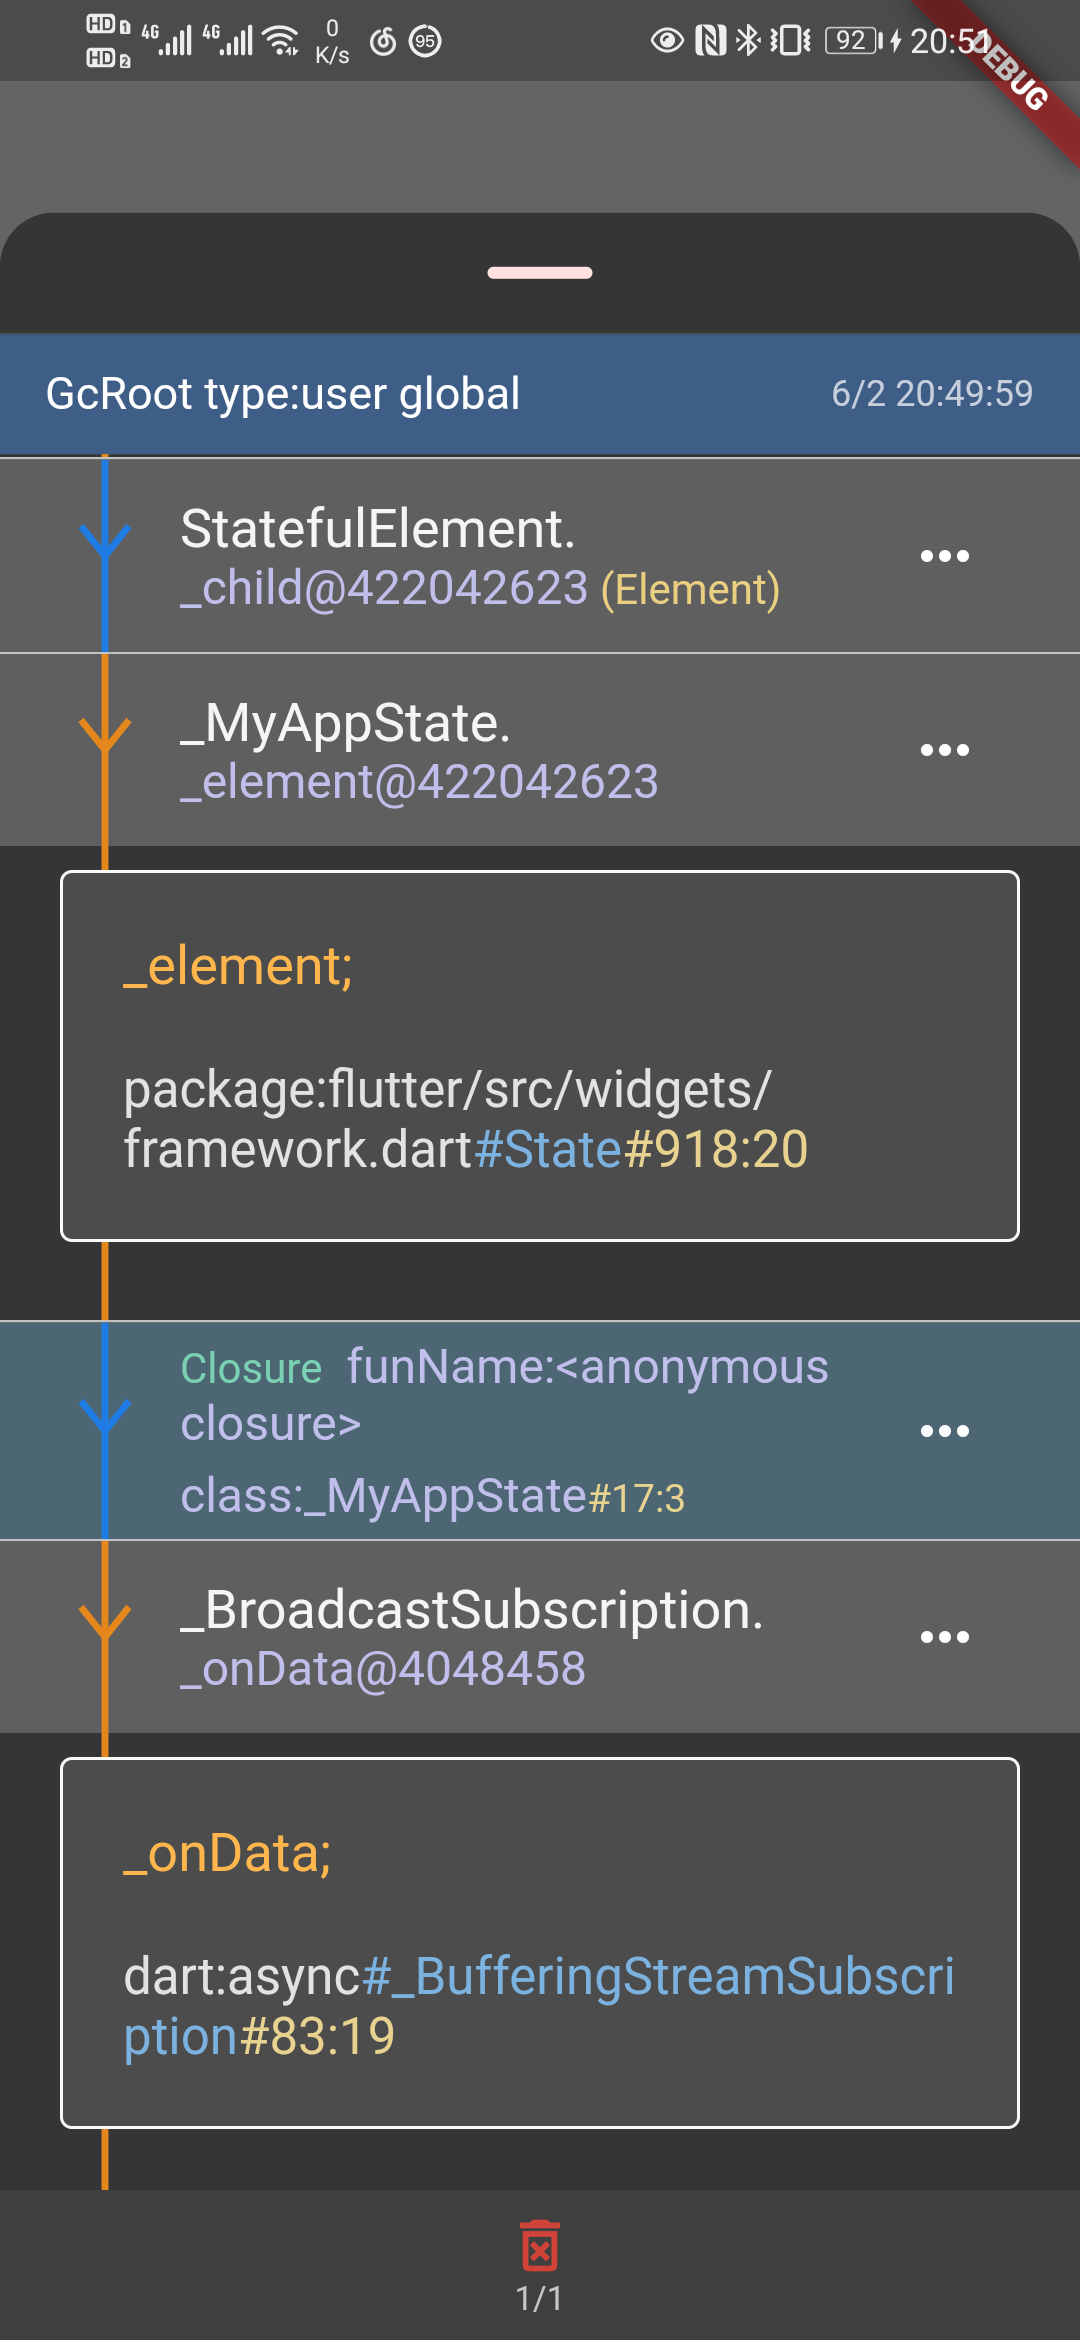 HD 1 4G 4G 0 K/s 95 92 20:51
HD 2
DEBUG
GcRoot type:user global 6/2 20:49:59
StatefulElement.
_child@422042623 (Element)
_MyAppState.
_element@422042623
_element;
package:flutter/src/widgets/
framework.dart#State#918:20
Closure funName:<anonymous
closure>
class:_MyAppState#17:3
_BroadcastSubscription.
_onData@4048458
_onData;
dart:async#_BufferingStreamSubscri
ption#83:19
1/1